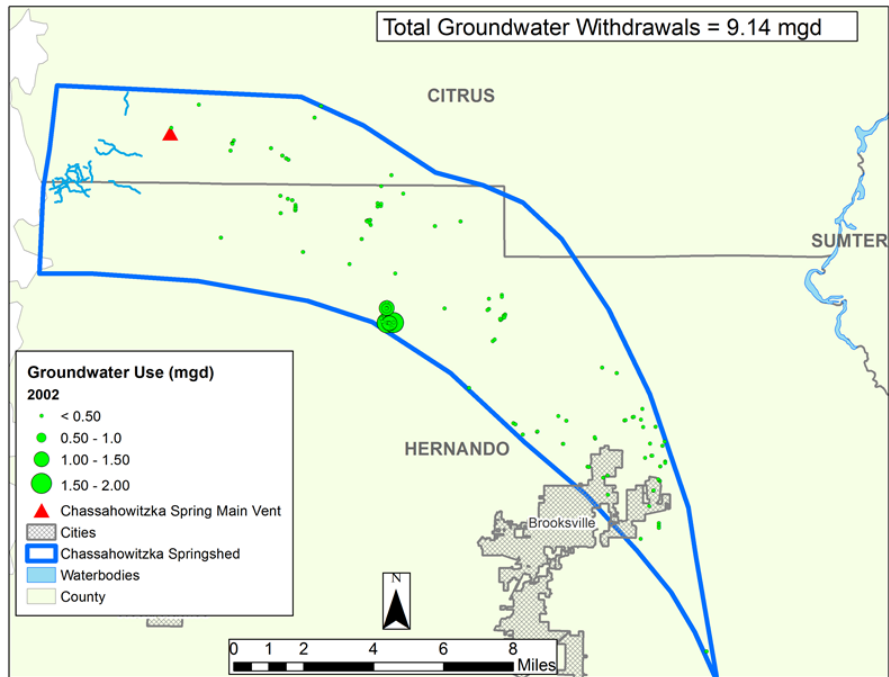 Total Groundwater Withdrawals = 9.14 mgd
CITRUS
SUMTER
HERNANDO
Brooksville
Groundwater Use (mgd)
2002
< 0.50
0.50 - 1.0
1.00 - 1.50
1.50 - 2.00
Chassahowitzka Spring Main Vent
Cities
Chassahowitzka Springshed
Waterbodies
County
N
0 1 2 4 6 8
Miles